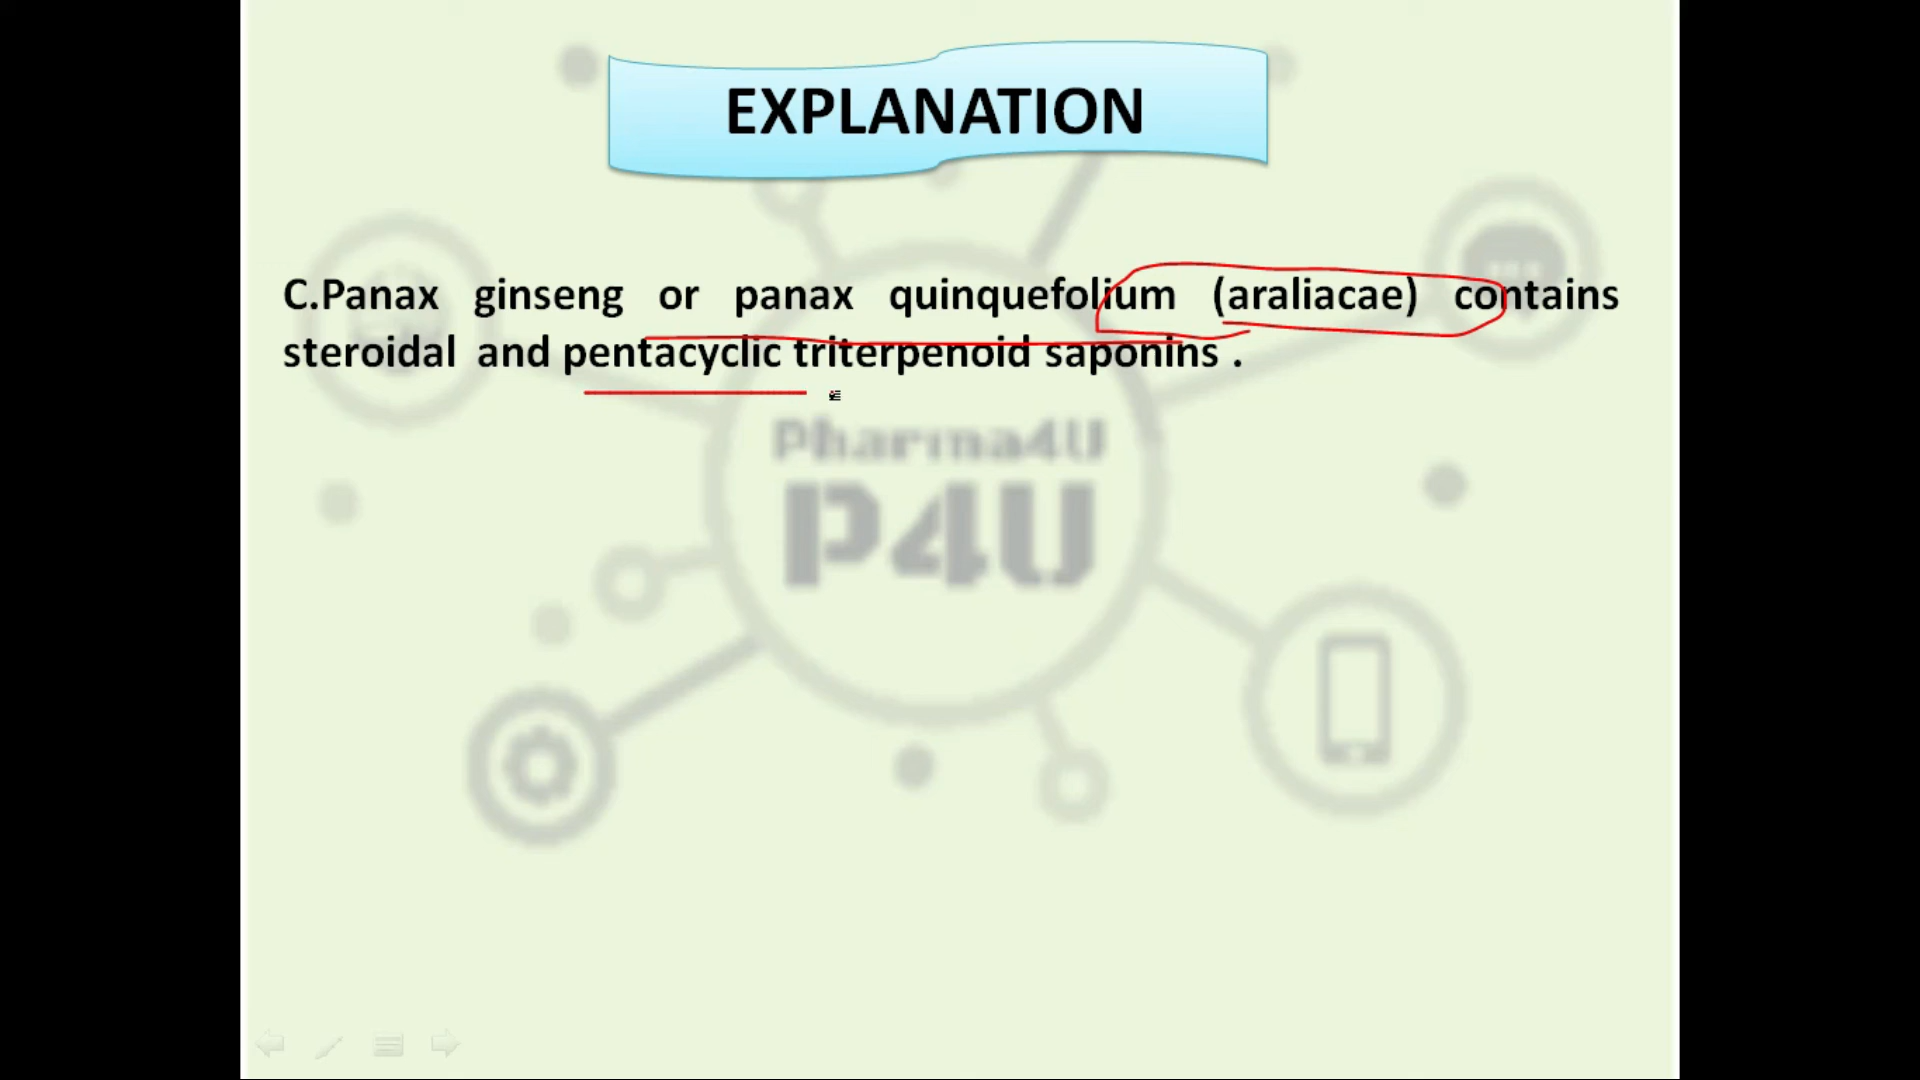 EXPLANATION
C.Panax ginseng or panax quinquefolium (araliacae) contains
steroidal and pentacyclic triterpenoid saponins .
Pharma4U
P4U